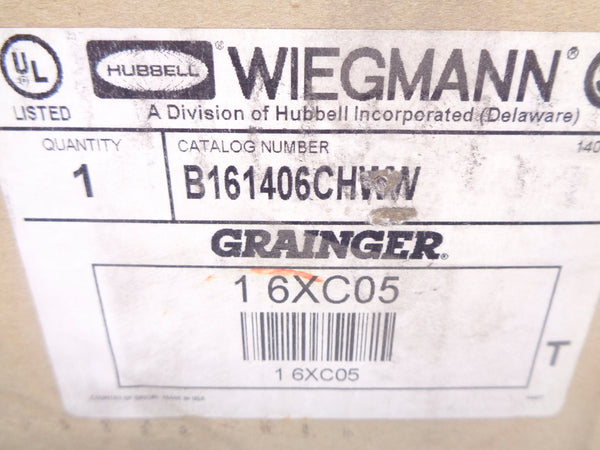 UL
LISTED
HUBBELL
WIEGMANN®
A Division of Hubbell Incorporated (Delaware)
QUANTITY
1
CATALOG NUMBER
B161406CHWW
140
GRAINGER®
1 6XC05
1 6XC05
T